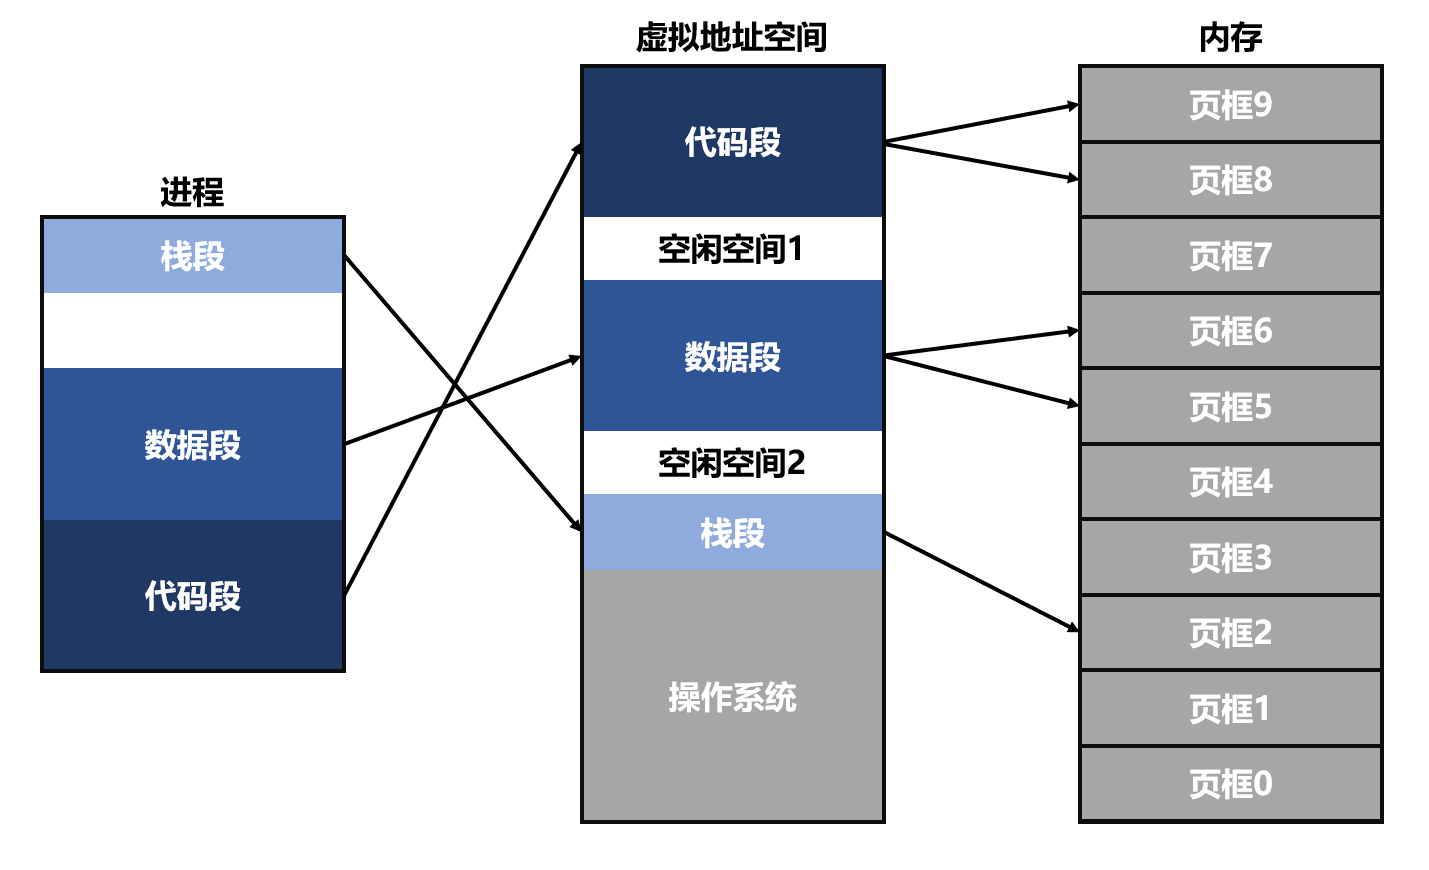 进程
栈段
数据段
代码段
虚拟地址空间
代码段
空闲空间1
数据段
空闲空间2
栈段
操作系统
内存
页框9
页框8
页框7
页框6
页框5
页框4
页框3
页框2
页框1
页框0